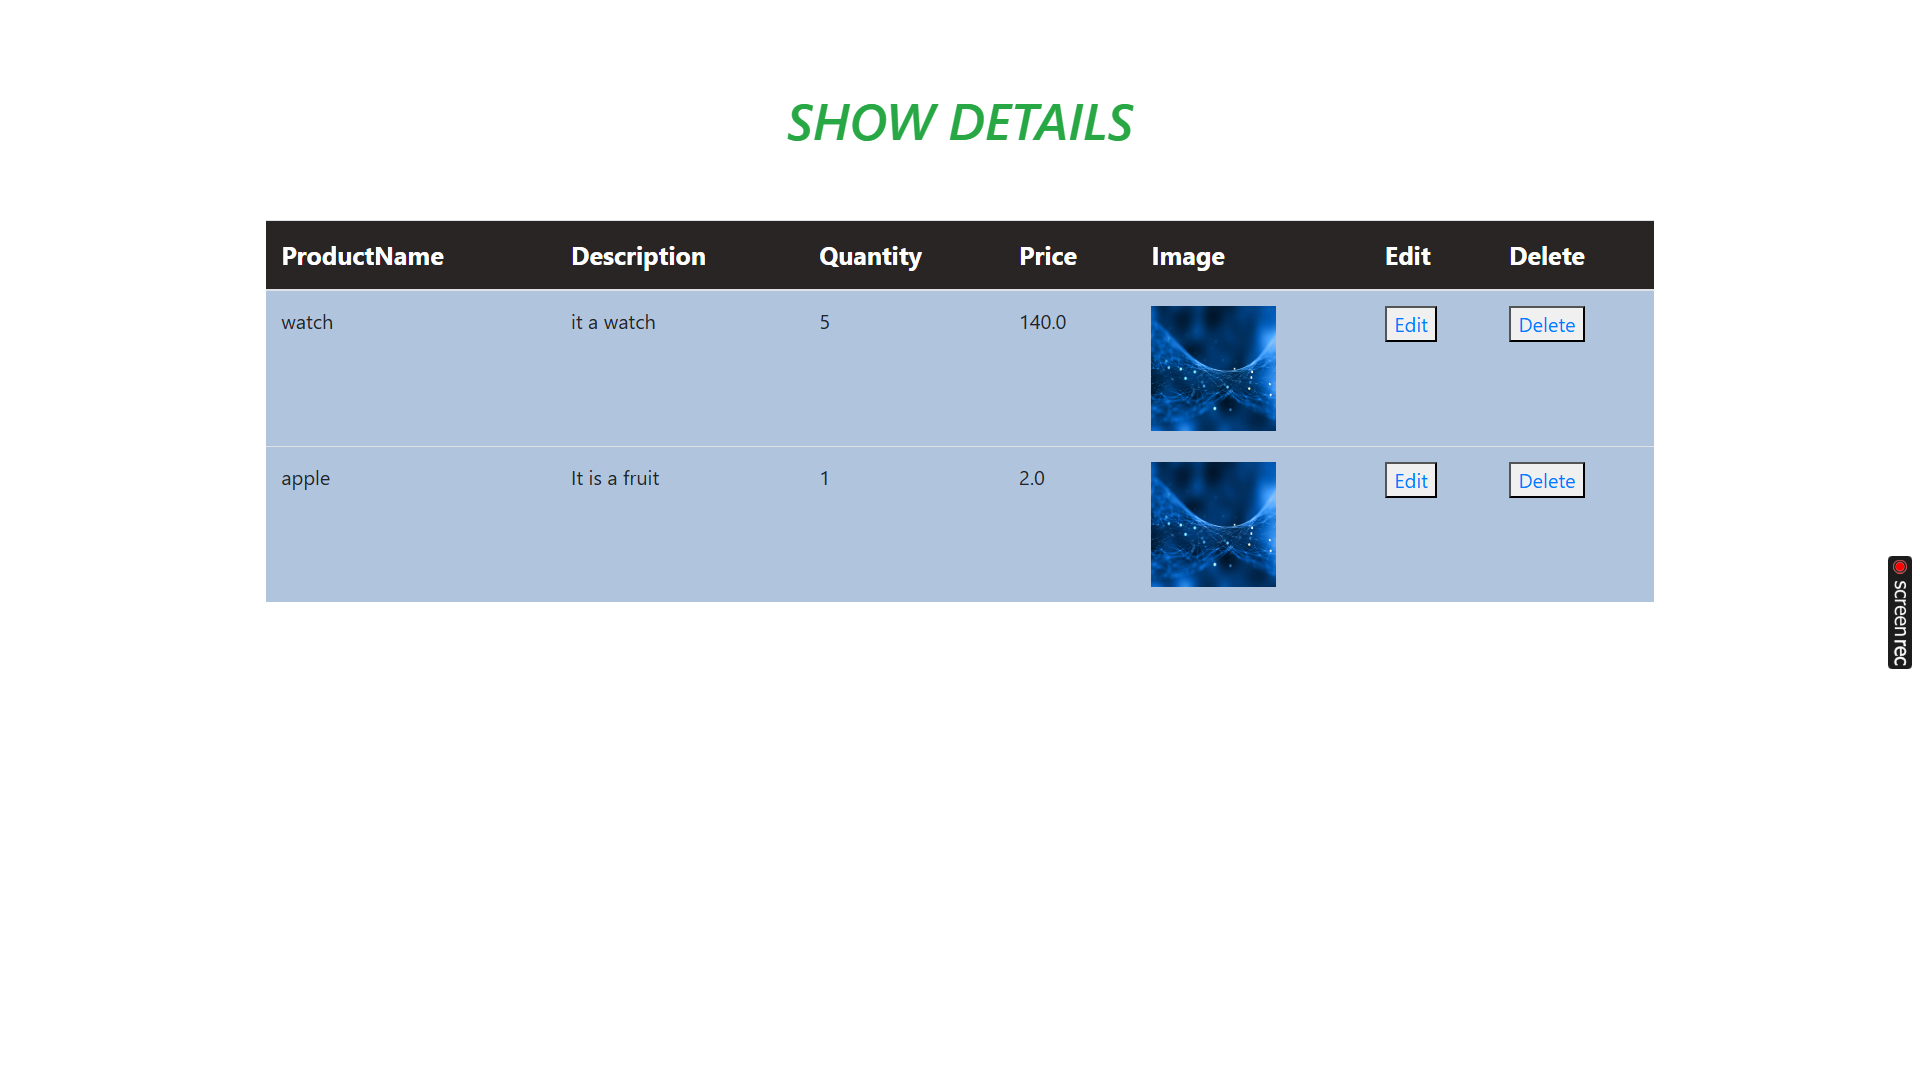 SHOW DETAILS
ProductName Description Quantity Price Image Edit Delete
watch it a watch 5 140.0 Edit Delete
apple It is a fruit 1 2.0 Edit Delete
screenrec